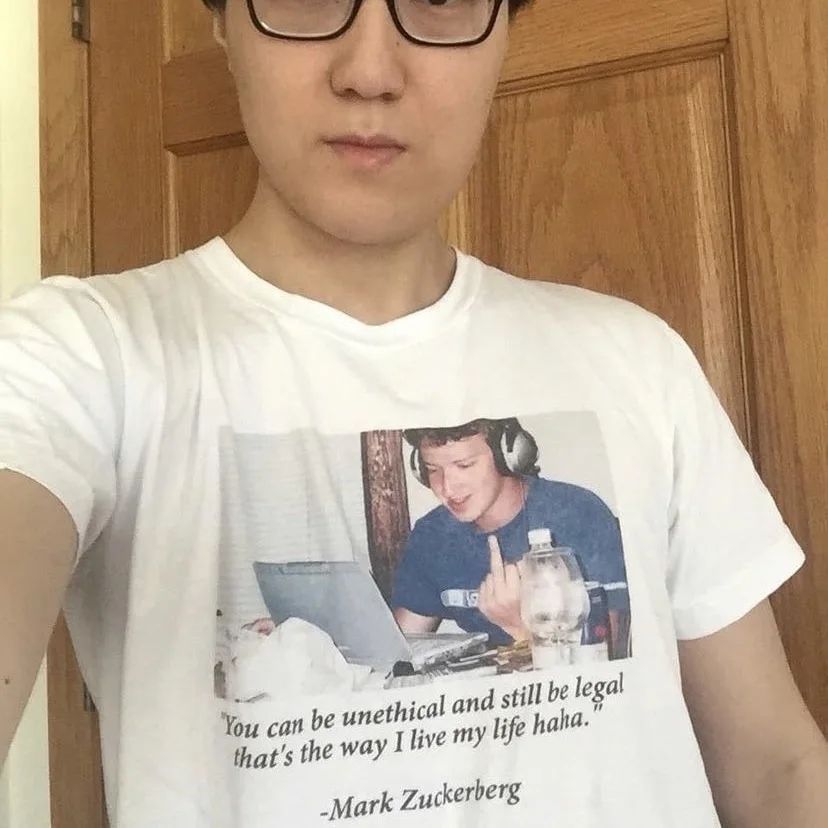 "You can be unethical and still be legal
that's the way I live my life haha."
-Mark Zuckerberg